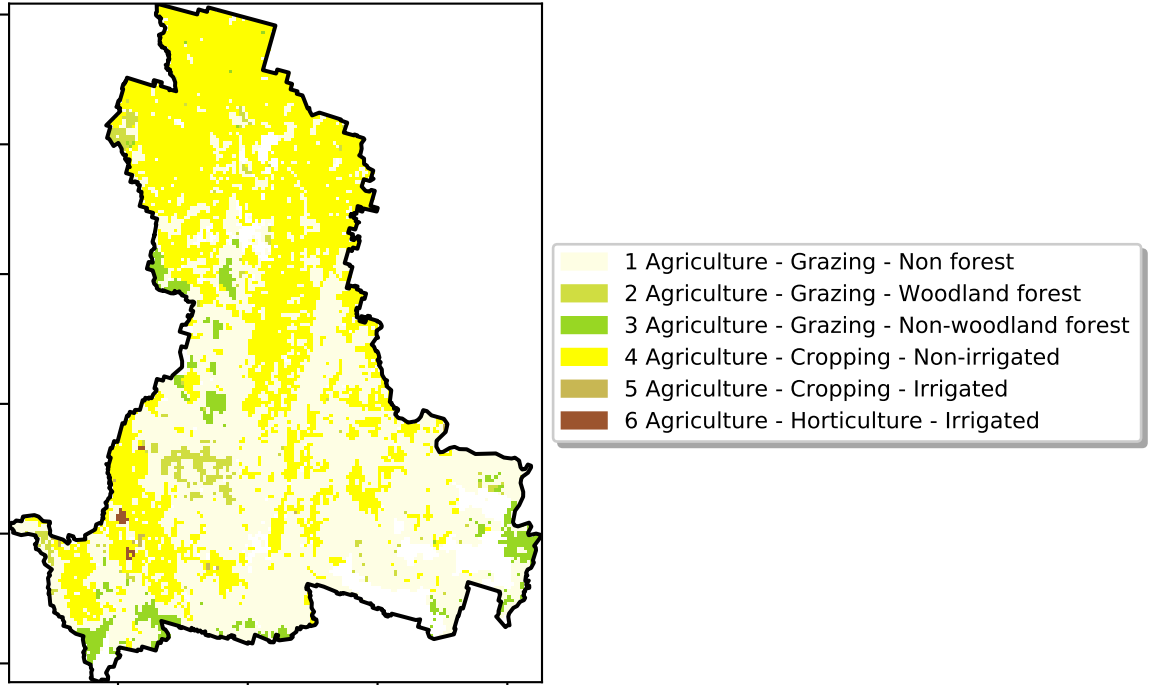 1 Agriculture - Grazing - Non forest
2 Agriculture - Grazing - Woodland forest
3 Agriculture - Grazing - Non-woodland forest
4 Agriculture - Cropping - Non-irrigated
5 Agriculture - Cropping - Irrigated
6 Agriculture - Horticulture - Irrigated